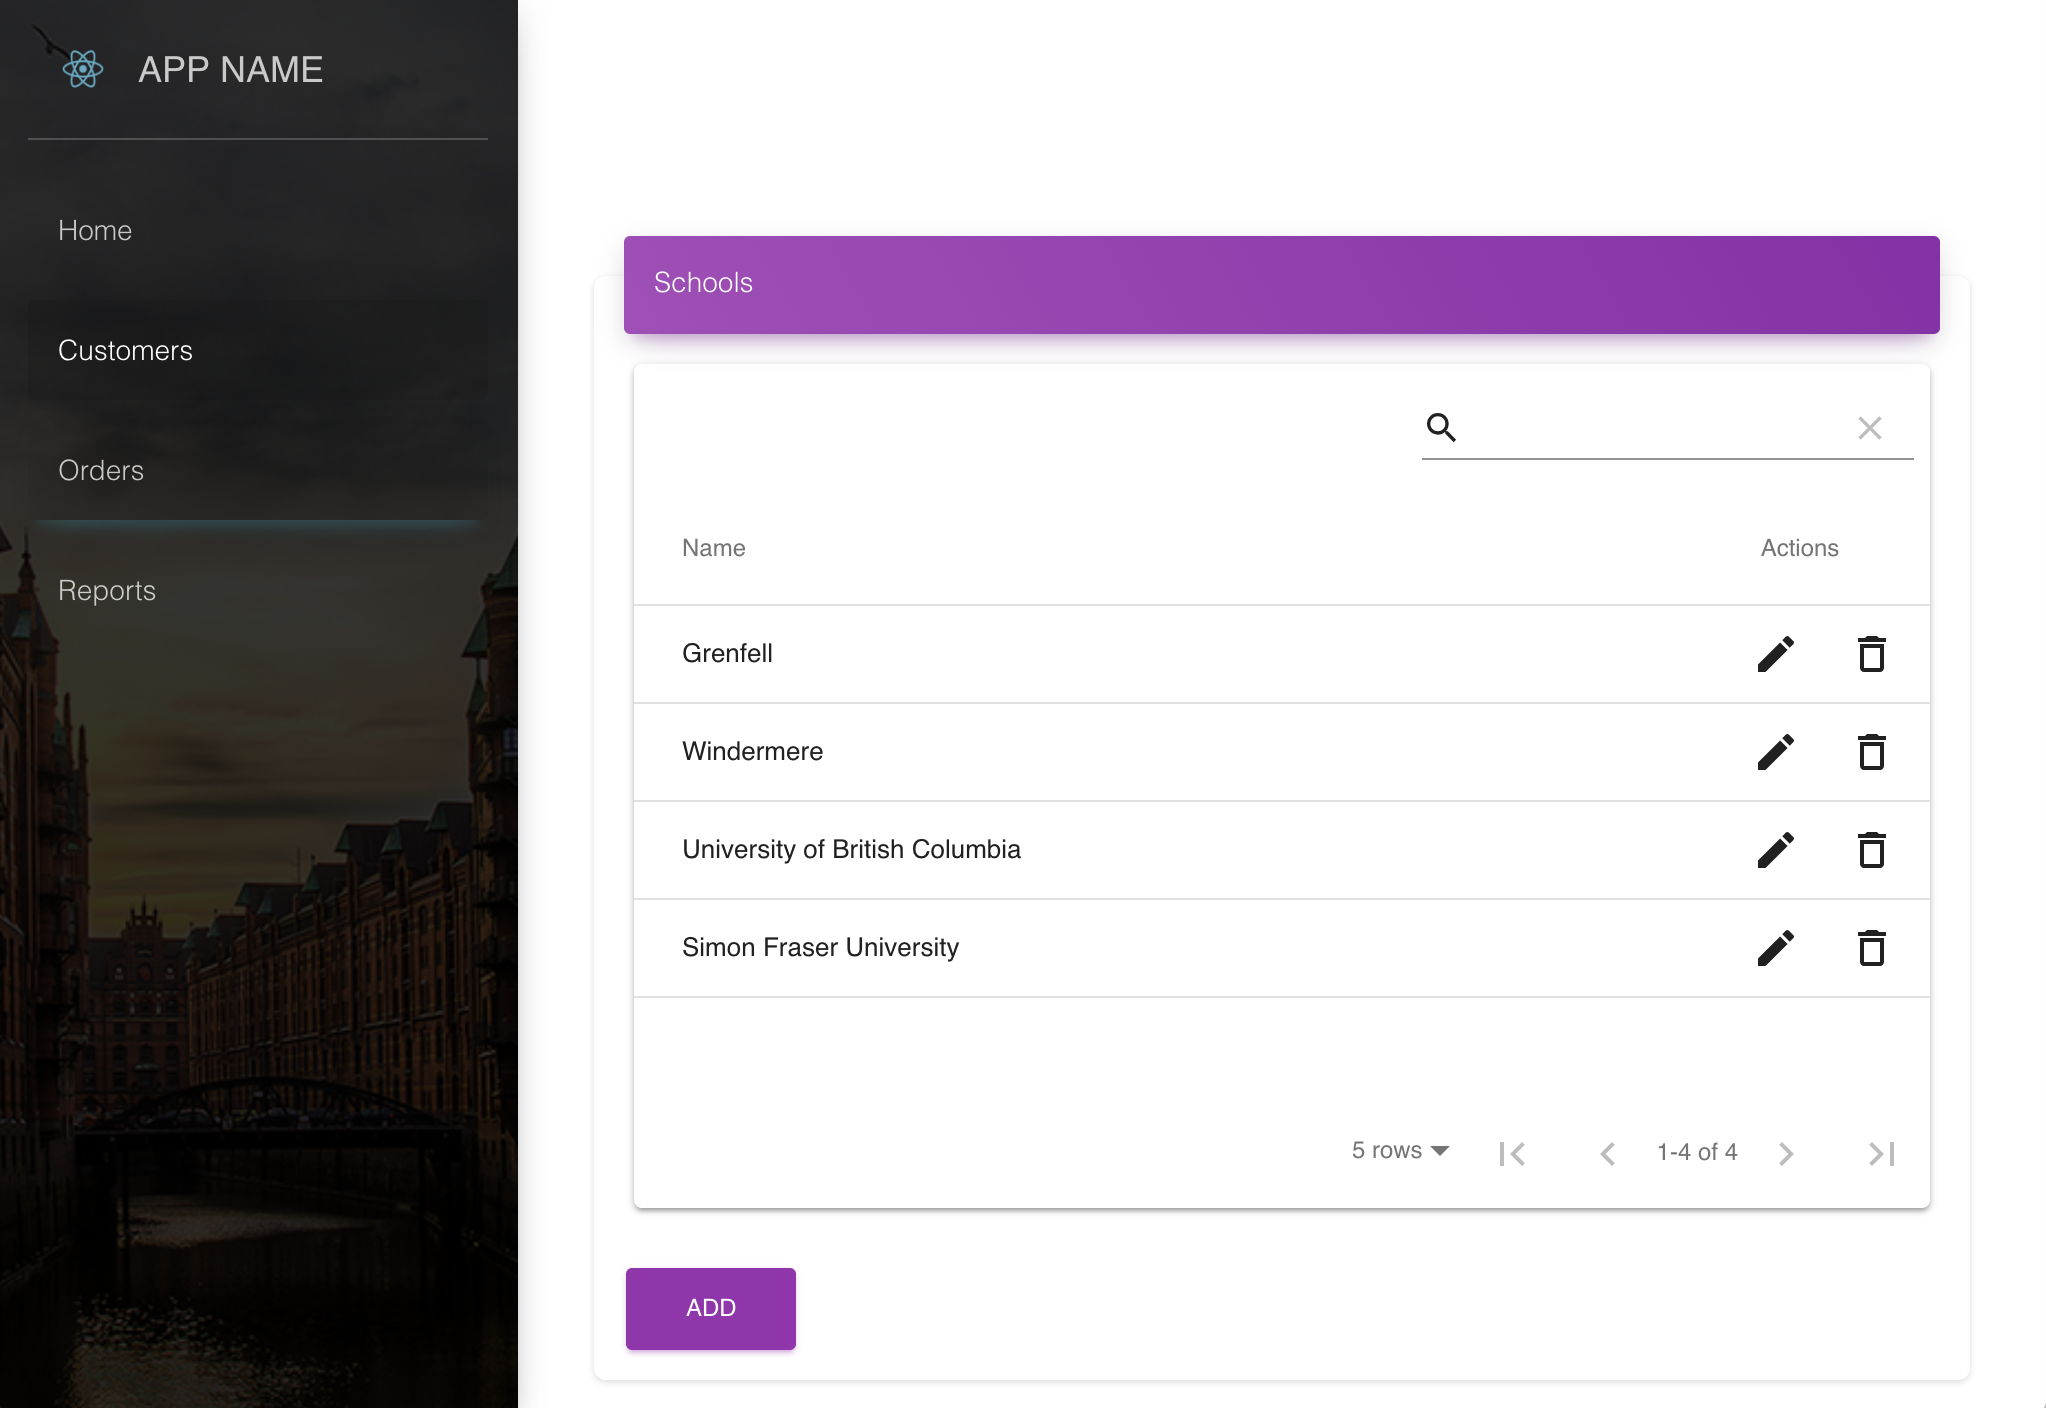 APP NAME
Home
Customers
Orders
Reports
Schools
Name Actions
Grenfell
Windermere
University of British Columbia
Simon Fraser University
5 rows 1-4 of 4
ADD